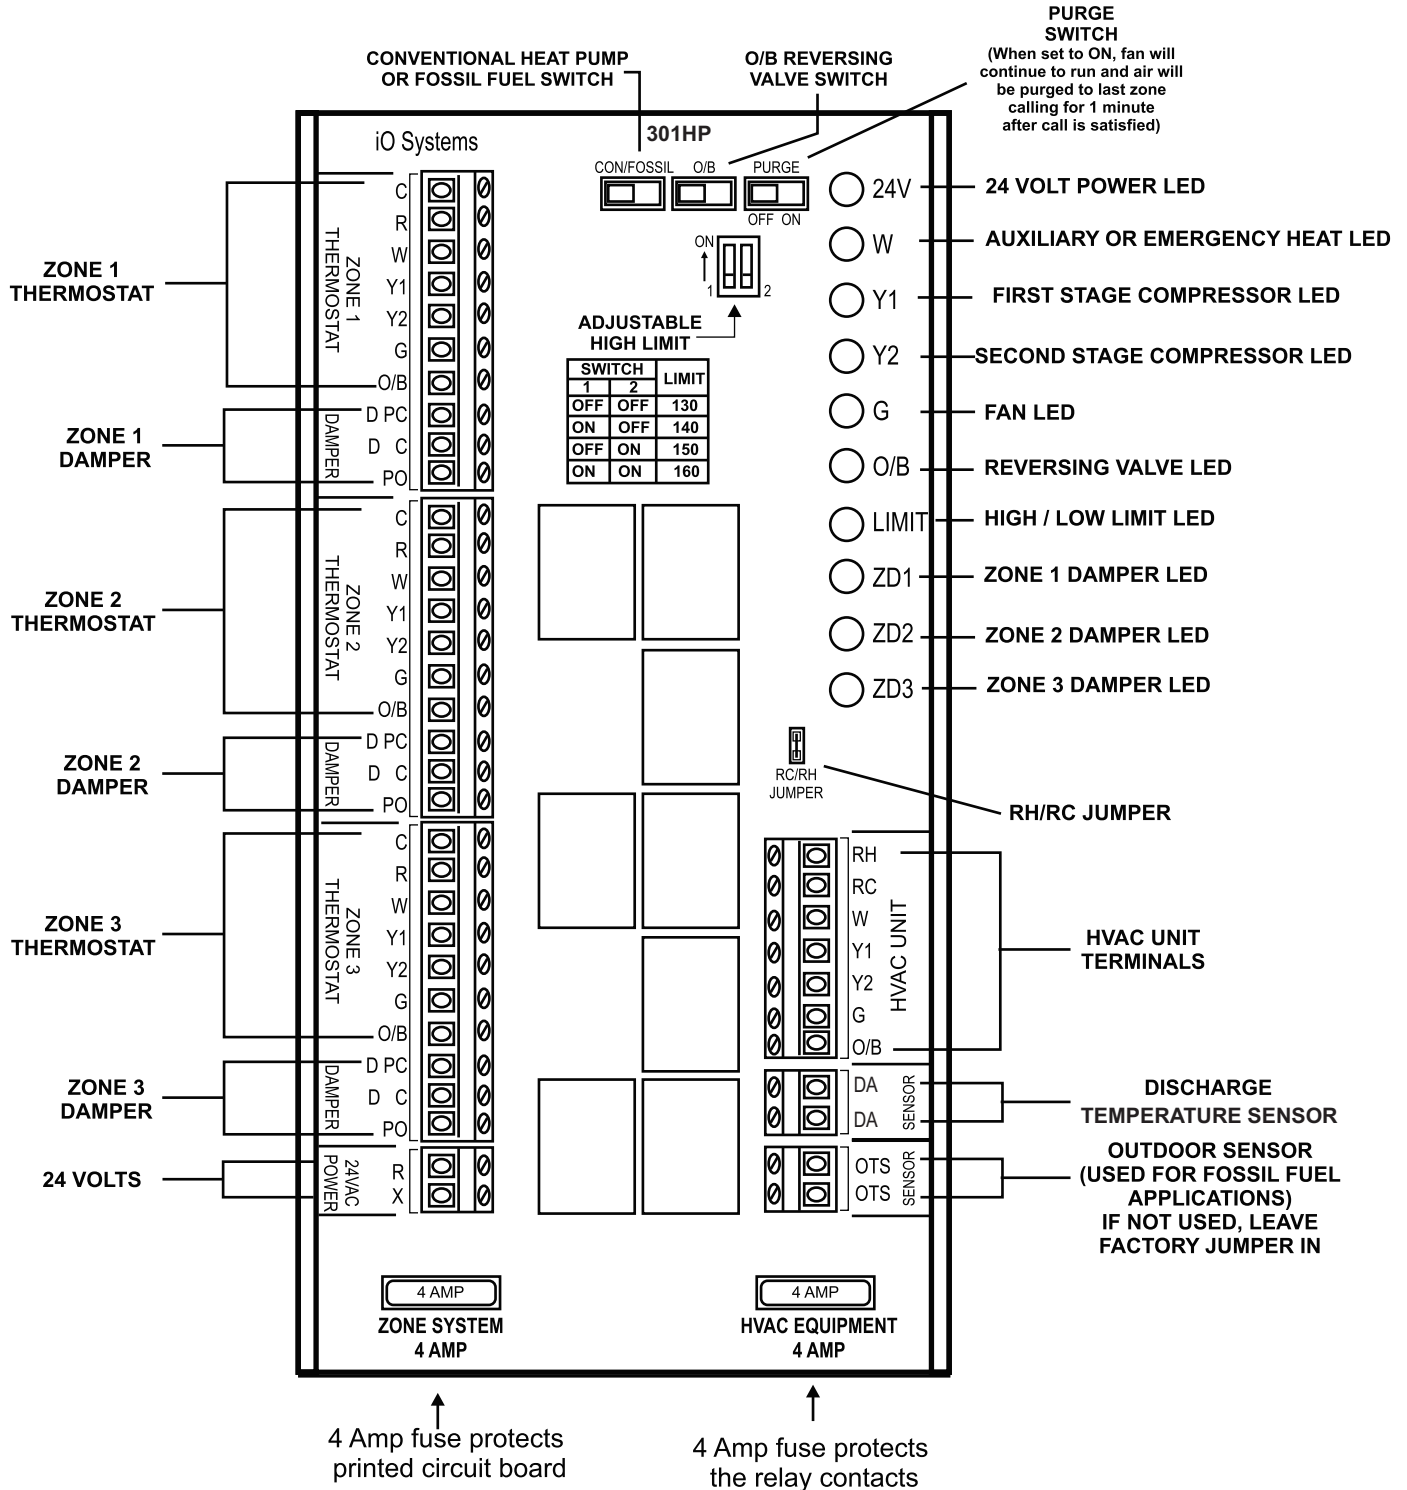 PURGE
SWITCH
(When set to ON, fan will
continue to run and air will
be purged to last zone
calling for 1 minute
after call is satisfied)
CONVENTIONAL HEAT PUMP
OR FOSSIL FUEL SWITCH
O/B REVERSING
VALVE SWITCH
iO Systems
301HP
CON/FOSSIL
O/B
PURGE
OFF ON
ON
1
2
ADJUSTABLE
HIGH LIMIT
SWITCH LIMIT
1 2
OFF OFF 130
ON OFF 140
OFF ON 150
ON ON 160
ZONE 1
THERMOSTAT
ZONE 1
THERMOSTAT
C
R
W
Y1
Y2
G
O/B
ZONE 1
DAMPER
DAMPER
D PC
D C
PO
ZONE 2
THERMOSTAT
ZONE 2
THERMOSTAT
C
R
W
Y1
Y2
G
O/B
ZONE 2
DAMPER
DAMPER
D PC
D C
PO
ZONE 3
THERMOSTAT
ZONE 3
THERMOSTAT
C
R
W
Y1
Y2
G
O/B
ZONE 3
DAMPER
DAMPER
D PC
D C
PO
24 VOLTS
24VAC
POWER
R
X
24V 24 VOLT POWER LED
W AUXILIARY OR EMERGENCY HEAT LED
Y1 FIRST STAGE COMPRESSOR LED
Y2 SECOND STAGE COMPRESSOR LED
G FAN LED
O/B REVERSING VALVE LED
LIMIT HIGH / LOW LIMIT LED
ZD1 ZONE 1 DAMPER LED
ZD2 ZONE 2 DAMPER LED
ZD3 ZONE 3 DAMPER LED
RC/RH
JUMPER
RH/RC JUMPER
RH
RC
W
Y1
Y2
G
O/B
HVAC UNIT
HVAC UNIT
TERMINALS
DA
DA
SENSOR
DISCHARGE
TEMPERATURE SENSOR
OTS
OTS
SENSOR
OUTDOOR SENSOR
(USED FOR FOSSIL FUEL
APPLICATIONS)
IF NOT USED, LEAVE
FACTORY JUMPER IN
4 AMP
ZONE SYSTEM
4 AMP
4 AMP
HVAC EQUIPMENT
4 AMP
4 Amp fuse protects
printed circuit board
4 Amp fuse protects
the relay contacts